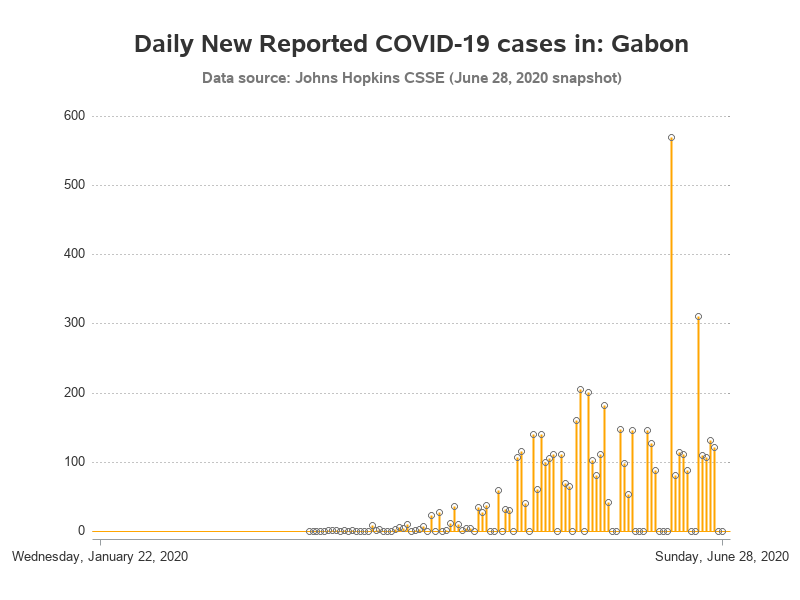 Daily New Reported COVID-19 cases in: Gabon
Data source: Johns Hopkins CSSE (June 28, 2020 snapshot)
600
500
400
300
200
100
0
Wednesday, January 22, 2020
Sunday, June 28, 2020